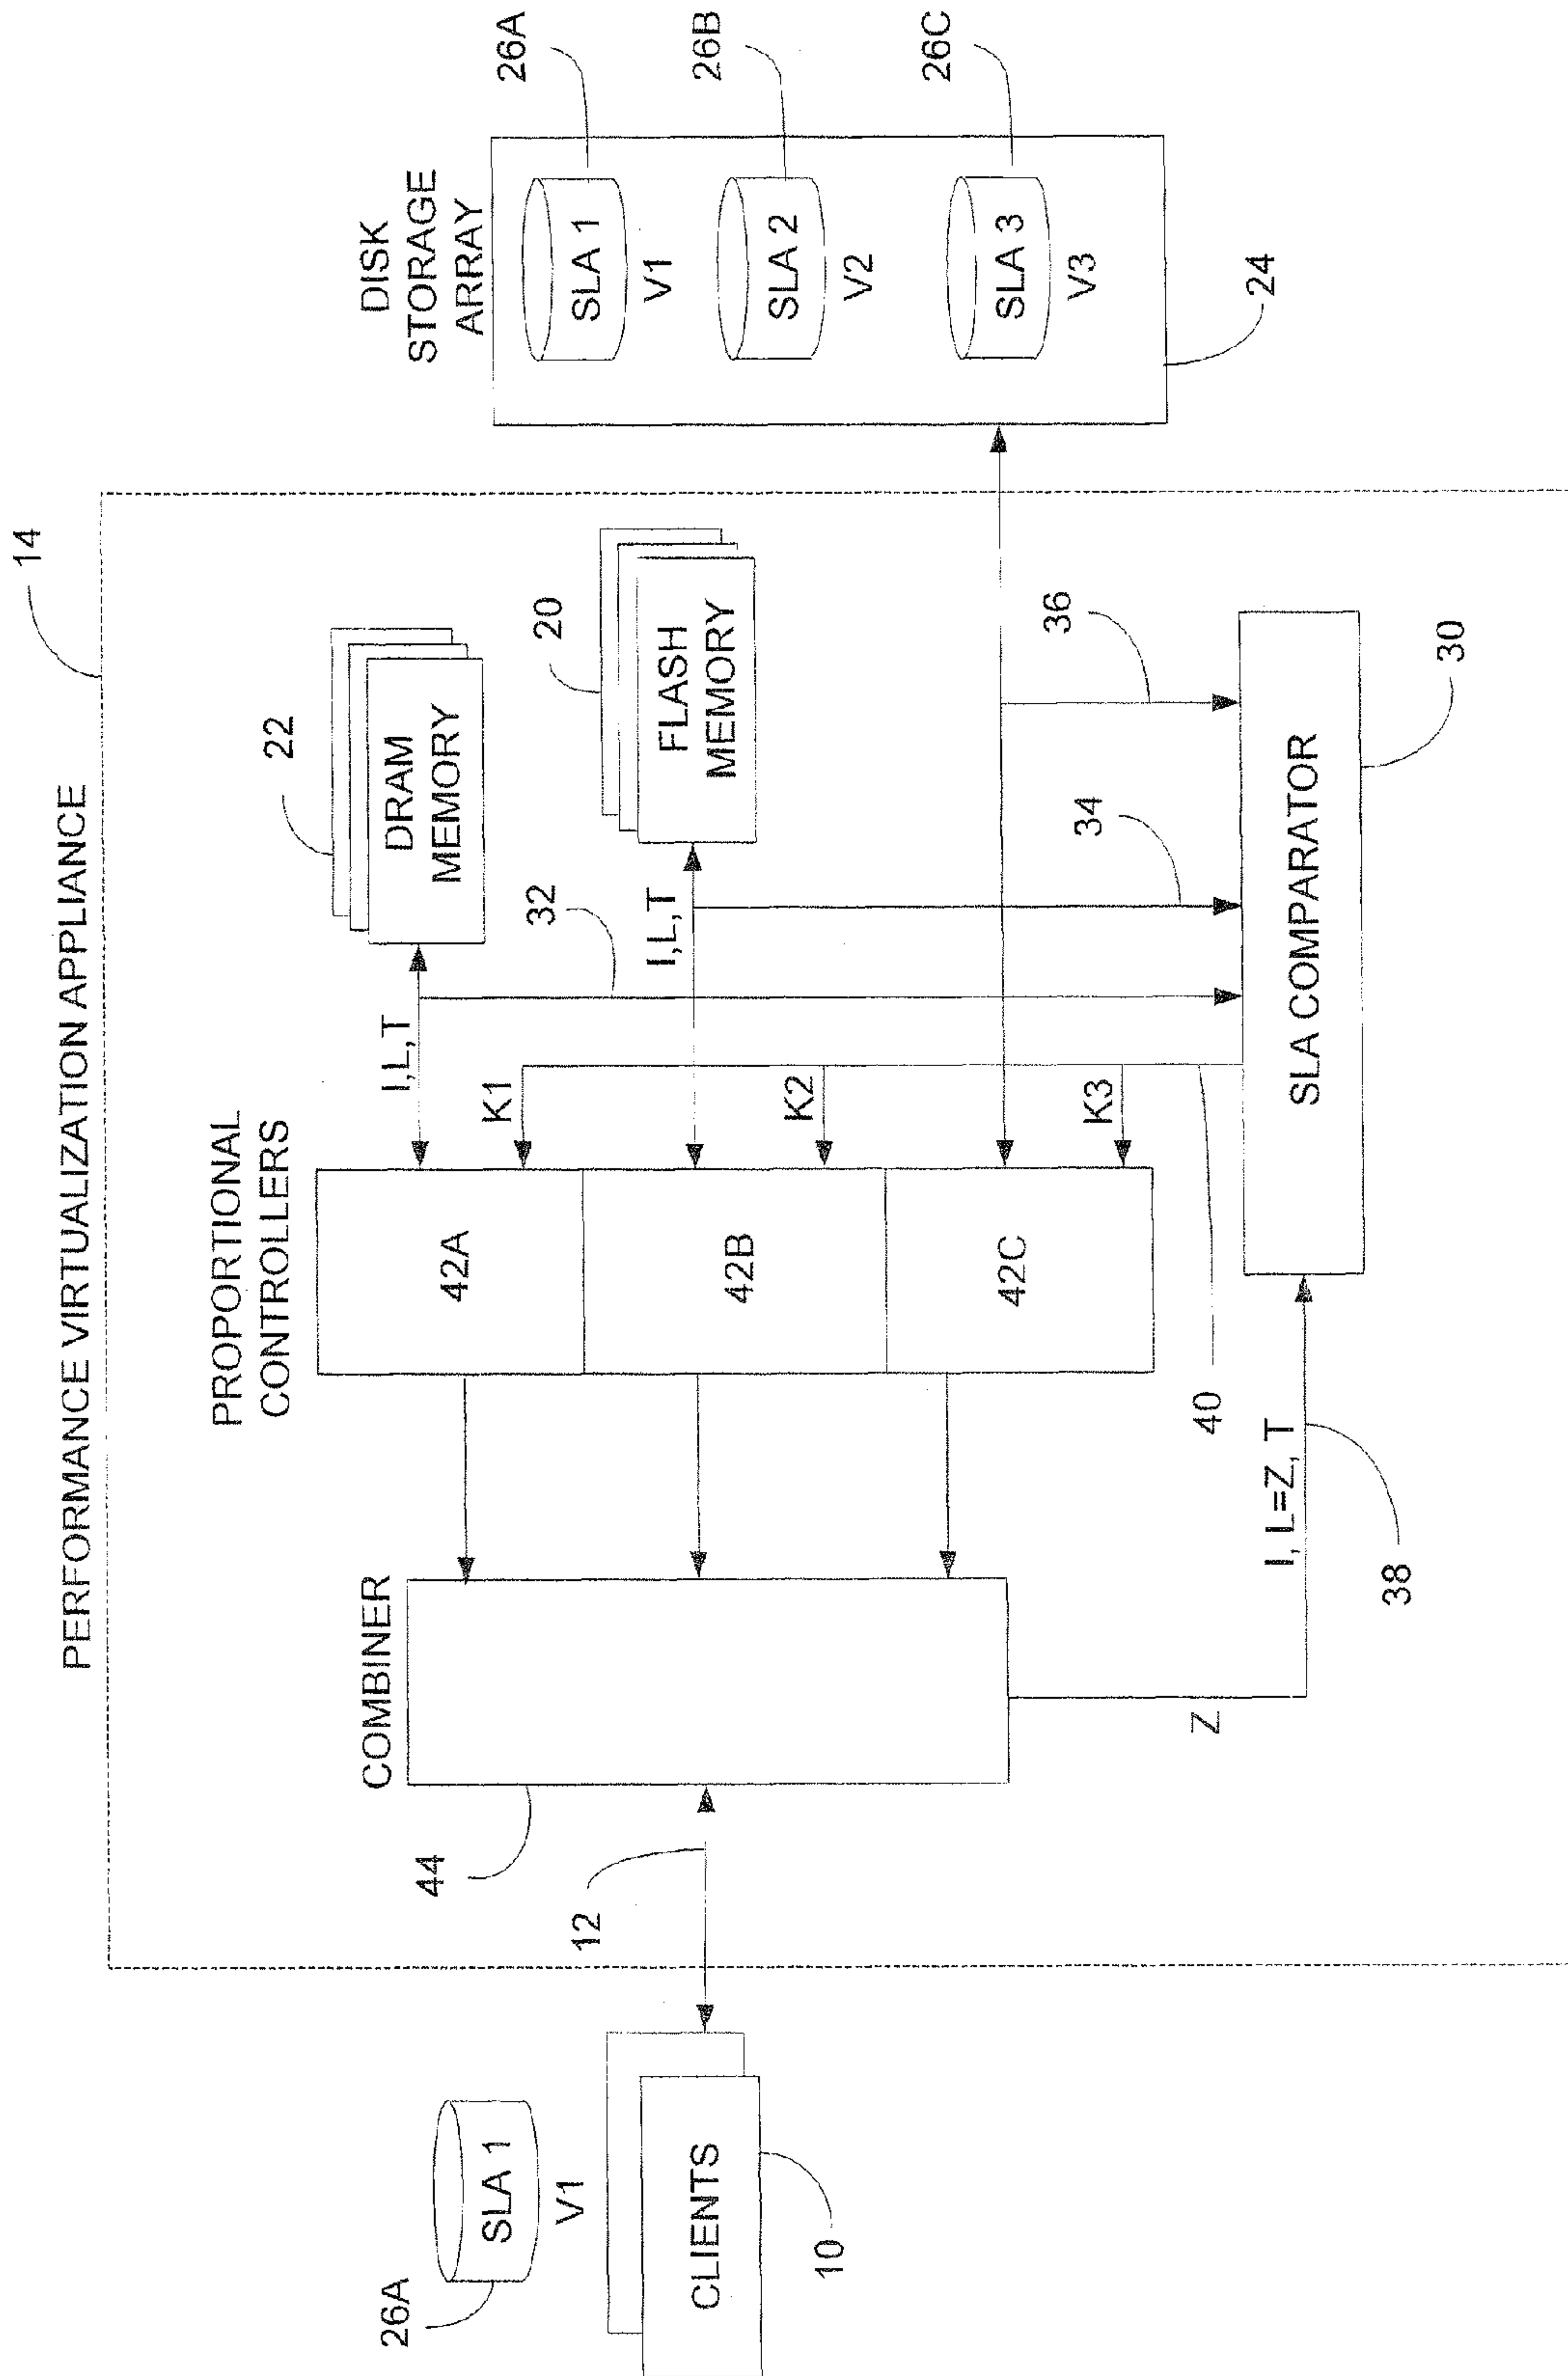 PERFORMANCE VIRTUALIZATION APPLIANCE
14
26A
SLA 1
V1
CLIENTS
10
12
44
COMBINER
Z
I, L=Z, T
38
PROPORTIONAL
CONTROLLERS
42A
42B
42C
40
K1
K2
K3
I,L,T
I,L,T
32
34
36
22
DRAM
MEMORY
20
FLASH
MEMORY
SLA COMPARATOR
30
DISK
STORAGE
ARRAY
SLA 1
V1
SLA 2
V2
SLA 3
V3
26A
26B
26C
24